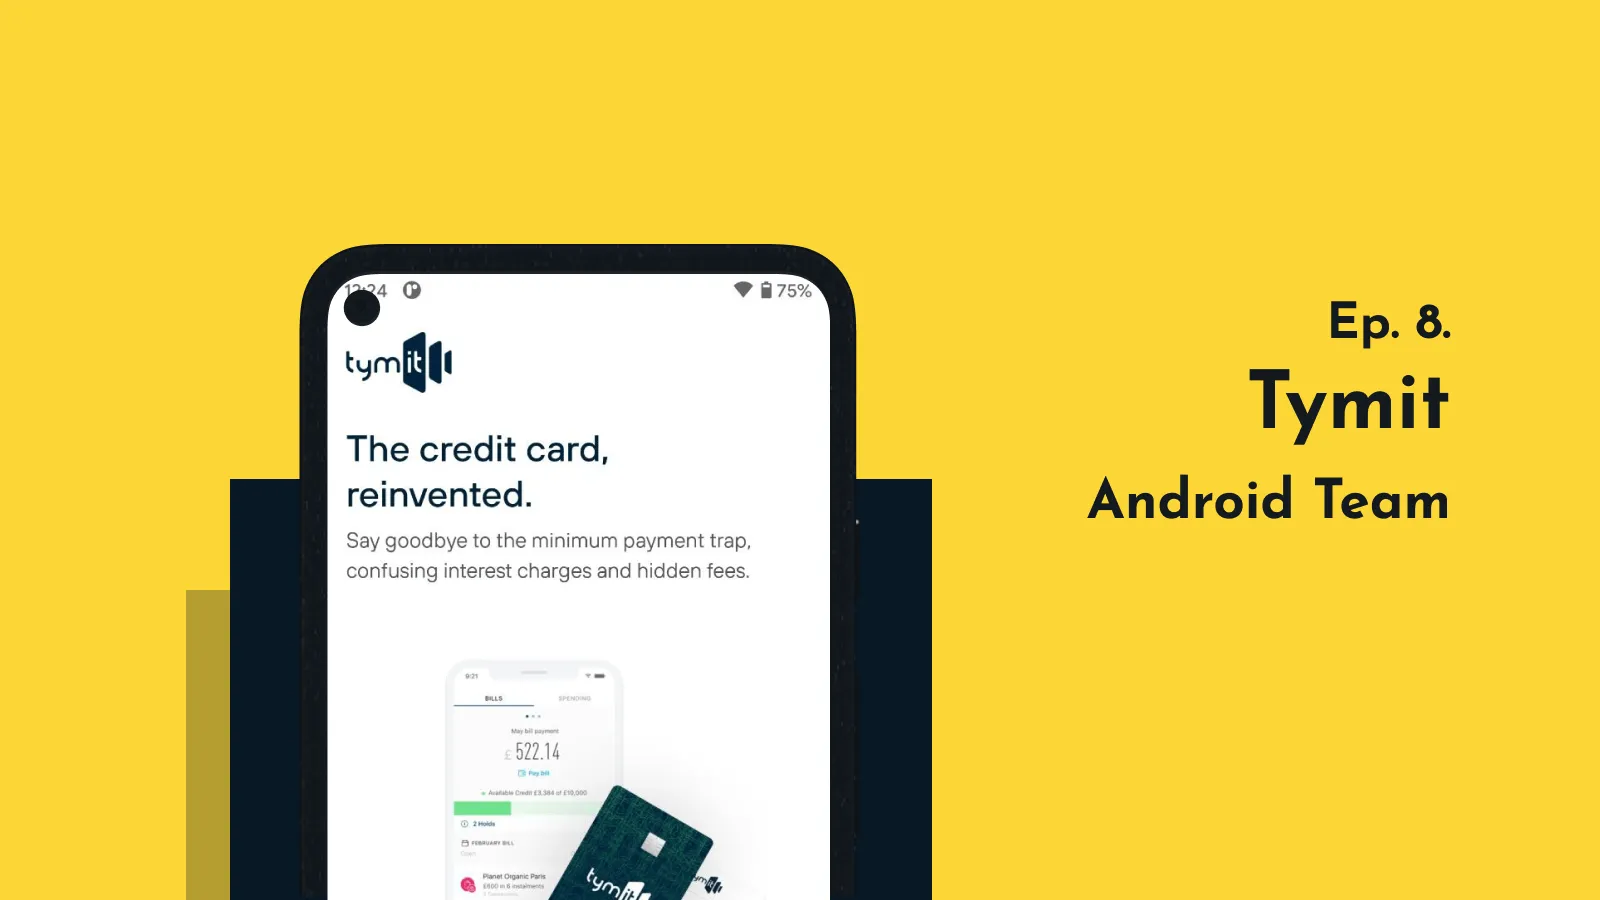 Ep. 8.
Tymit
Android Team
12:24
75%
tymit
The credit card,
reinvented.
Say goodbye to the minimum payment trap,
confusing interest charges and hidden fees.
9:21
BILLS SPENDING
May bill payment
£ 522.14
Pay bill
Available Credit £3,384 of £10,000
2 Holds
FEBRUARY BILL
Open
Planet Organic Paris
£600 in 6 instalments
tymit
tymit